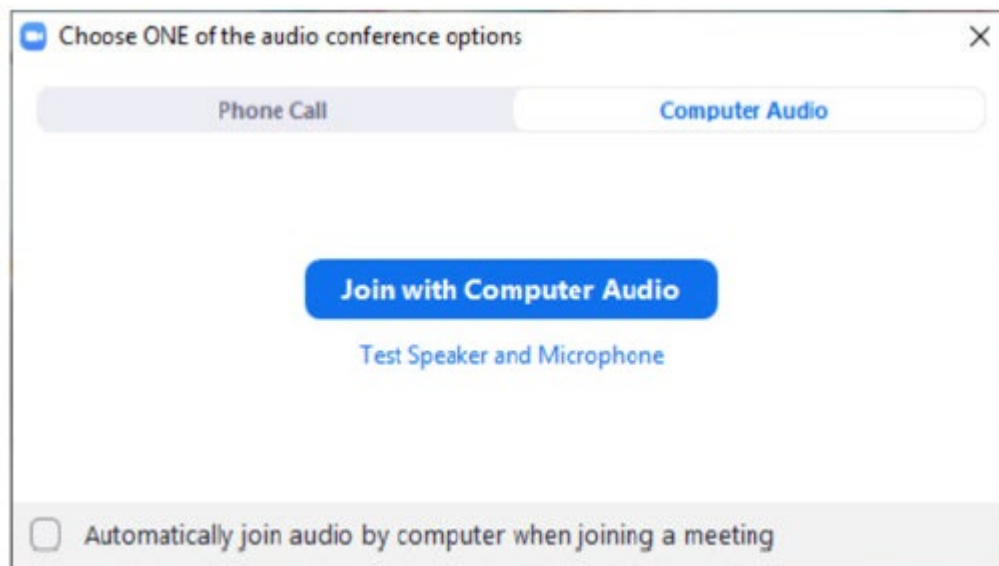 Choose ONE of the audio conference options
Phone Call
Computer Audio
Join with Computer Audio
Test Speaker and Microphone
Automatically join audio by computer when joining a meeting